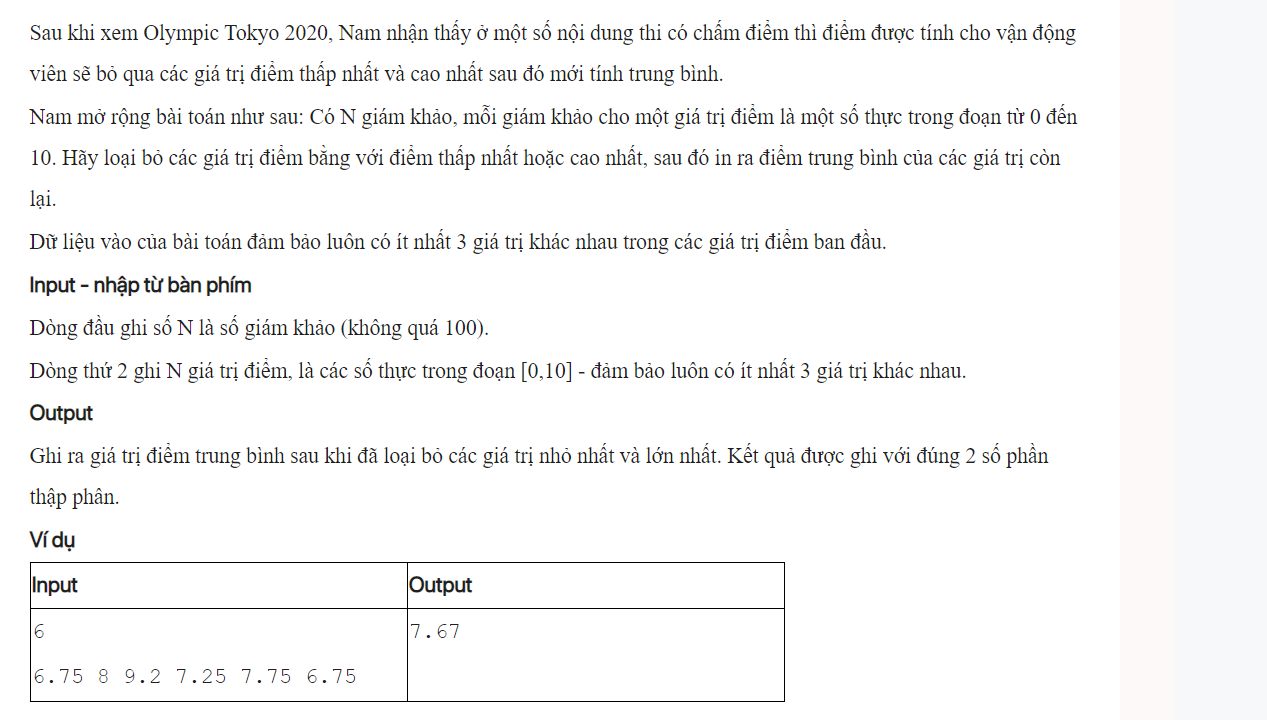 Sau khi xem Olympic Tokyo 2020, Nam nhận thấy ở một số nội dung thi có chấm điểm thì điểm được tính cho vận động
viên sẽ bỏ qua các giá trị điểm thấp nhất và cao nhất sau đó mới tính trung bình.
Nam mở rộng bài toán như sau: Có N giám khảo, mỗi giám khảo cho một giá trị điểm là một số thực trong đoạn từ 0 đến
10. Hãy loại bỏ các giá trị điểm bằng với điểm thấp nhất hoặc cao nhất, sau đó in ra điểm trung bình của các giá trị còn
lại.
Dữ liệu vào của bài toán đảm bảo luôn có ít nhất 3 giá trị khác nhau trong các giá trị điểm ban đầu.
Input – nhập từ bàn phím
Dòng đầu ghi số N là số giám khảo (không quá 100).
Dòng thứ 2 ghi N giá trị điểm, là các số thực trong đoạn [0,10] - đảm bảo luôn có ít nhất 3 giá trị khác nhau.
Output
Ghi ra giá trị điểm trung bình sau khi đã loại bỏ các giá trị nhỏ nhất và lớn nhất. Kết quả được ghi với đúng 2 số phần
thập phân.
Ví dụ
Input Output
6 7.67
6.75 8 9.2 7.25 7.75 6.75